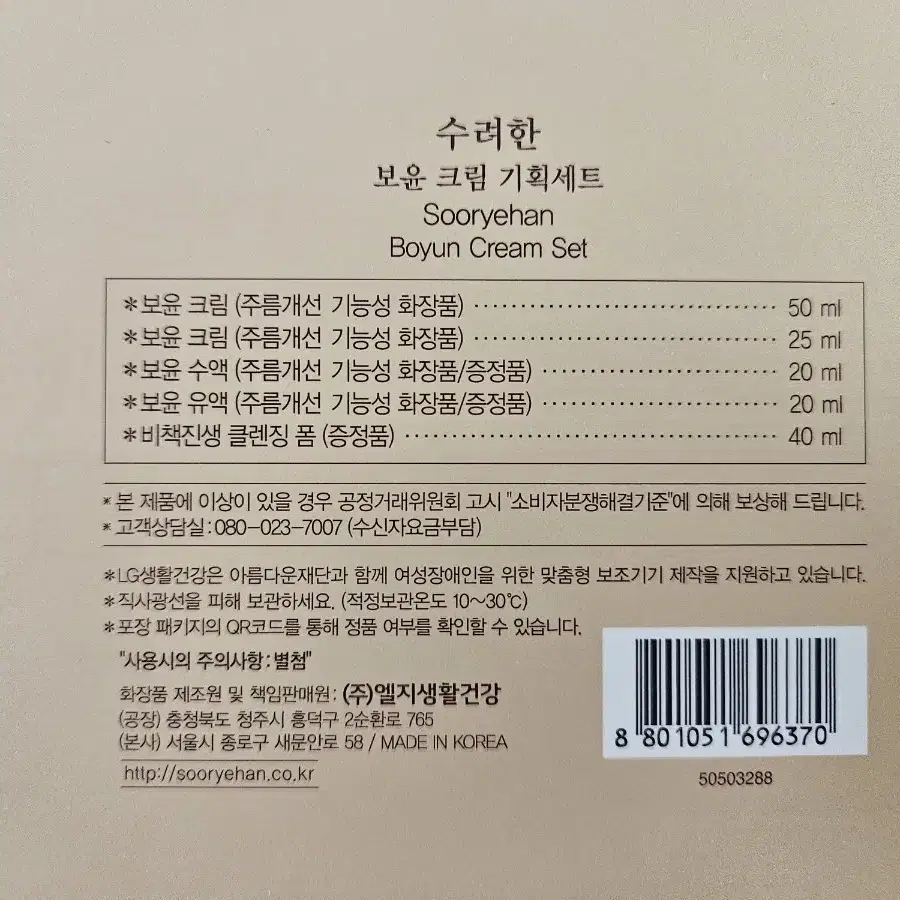 수려한
보윤 크림 기획세트
Sooryehan
Boyun Cream Set
*보윤 크림 (주름개선 기능성 화장품) ………………………… 50 ml
*보윤 크림 (주름개선 기능성 화장품) ………………………… 25 ml
*보윤 수액 (주름개선 기능성 화장품/증정품) ………………… 20 ml
*보윤 유액 (주름개선 기능성 화장품/증정품) ………………… 20 ml
*비책진생 클렌징 폼 (증정품) ……………………………… 40 ml
* 본 제품에 이상이 있을 경우 공정거래위원회 고시 "소비자분쟁해결기준"에 의해 보상해 드립니다.
* 고객상담실:080-023-7007 (수신자요금부담)
*LG생활건강은 아름다운재단과 함께 여성장애인을 위한 맞춤형 보조기기 제작을 지원하고 있습니다.
*직사광선을 피해 보관하세요. (적정보관온도 10~30℃)
*포장 패키지의 QR코드를 통해 정품 여부를 확인할 수 있습니다.
"사용시의 주의사항:별첨"
화장품 제조원 및 책임판매원: (주)엘지생활건강
(공장) 충청북도 청주시 흥덕구 2순환로 765
(본사) 서울시 종로구 새문안로 58 / MADE IN KOREA
http://sooryehan.co.kr
8 801051 696370
50503288